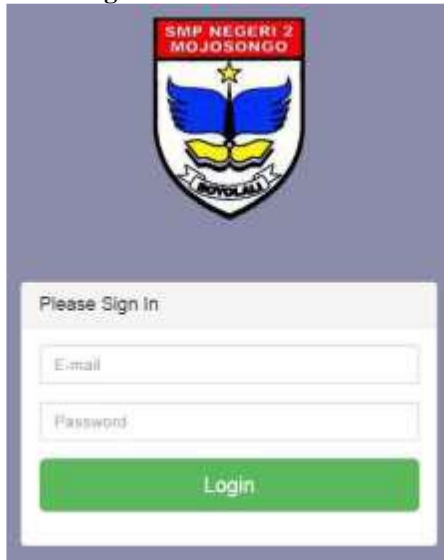 SMP NEGERI 2
MOJOSONGO
BOYOLALI
Please Sign In
E-mail
Password
Login